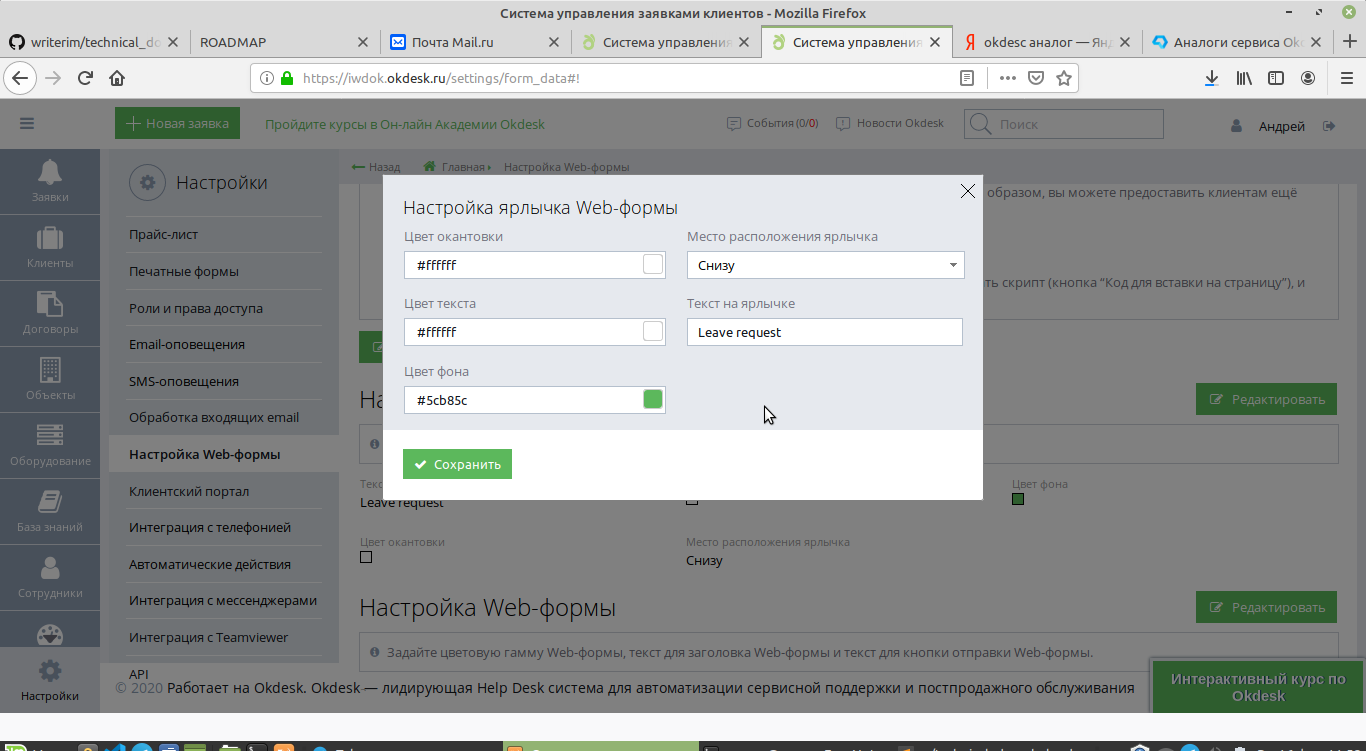 Система управления заявками клиентов - Mozilla Firefox
writerim/technical_do
ROADMAP
Почта Mail.ru
Система управления
Система управления
okdesc аналог — Янд
Аналоги сервиса Okd
https://iwdok.okdesk.ru/settings/form_data#!
Новая заявка
Пройдите курсы в Он-лайн Академии Okdesk
События (0/0)
Новости Okdesk
Поиск
Андрей
Заявки
Клиенты
Договоры
Объекты
Оборудование
База знаний
Сотрудники
Настройки
Настройки
Прайс-лист
Печатные формы
Роли и права доступа
Email-оповещения
SMS-оповещения
Обработка входящих email
Настройка Web-формы
Клиентский портал
Интеграция с телефонией
Автоматические действия
Интеграция с мессенджерами
Интеграция с Teamviewer
API
Назад
Главная
Настройка Web-формы
образом, вы можете предоставить клиентам ещё
ть скрипт (кнопка “Код для вставки на страницу”), и
Настройка ярлычка Web-формы
Цвет окантовки
#ffffff
Место расположения ярлычка
Снизу
Цвет текста
#ffffff
Текст на ярлычке
Leave request
Цвет фона
#5cb85c
Сохранить
На
Редактировать
Текс
Leave request
Цвет фона
Цвет окантовки
Место расположения ярлычка
Снизу
Настройка Web-формы
Редактировать
Задайте цветовую гамму Web-формы, текст для заголовка Web-формы и текст для кнопки отправки Web-формы.
© 2020 Работает на Okdesk. Okdesk — лидирующая Help Desk система для автоматизации сервисной поддержки и постпродажного обслуживания
Интерактивный курс по
Okdesk